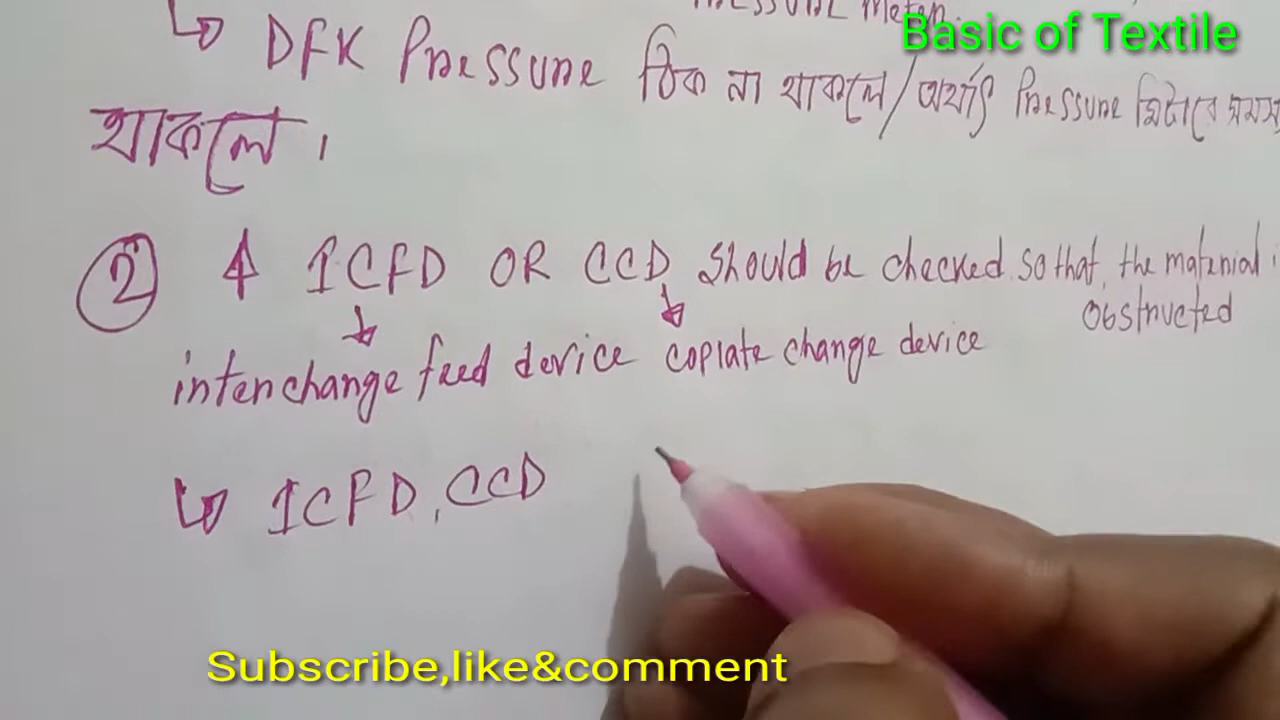 Basic of Textile
↳ DFK Pressure ঠিক না থাকলে/অর্থাৎ Pressure মিটারে
থাকলে।
② ICFD OR CCD should be checked so that the material
obstructed
interchange feed device coplate change device
↳ ICFD, CCD
Subscribe,like&comment